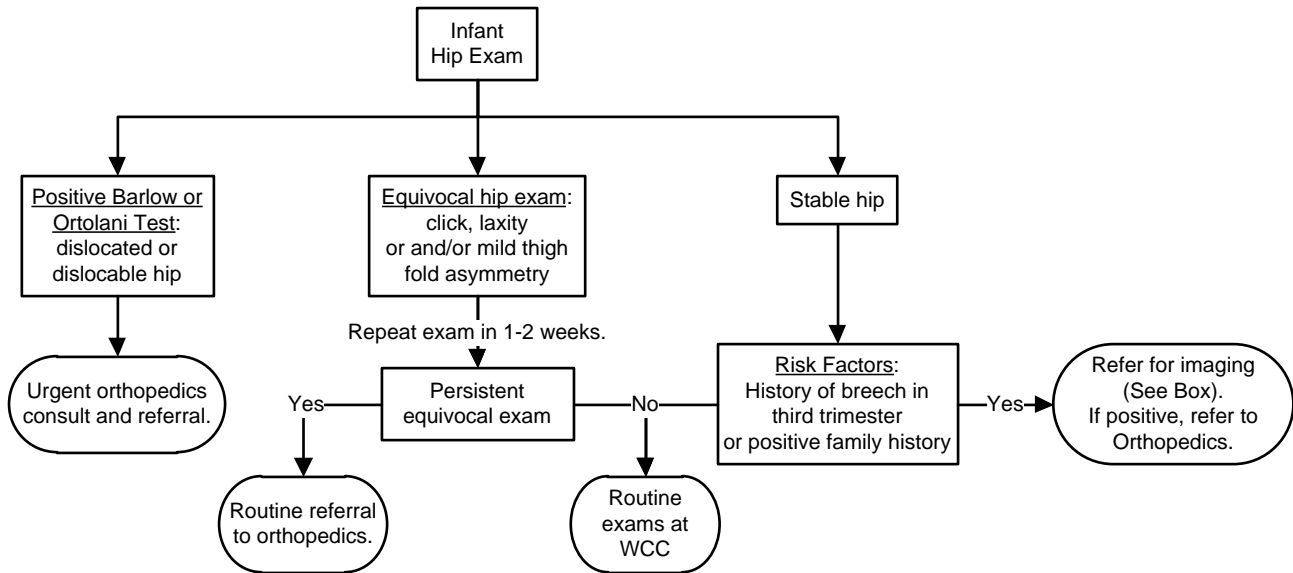 Infant
Hip Exam
Positive Barlow or
Ortolani Test:
dislocated or
dislocable hip
Equivocal hip exam:
click, laxity
or and/or mild thigh
fold asymmetry
Stable hip
Repeat exam in 1-2 weeks.
Urgent orthopedics
consult and referral.
Yes
Persistent
equivocal exam
No
Risk Factors:
History of breech in
third trimester
or positive family history
Yes
Refer for imaging
(See Box).
If positive, refer to
Orthopedics.
Routine referral
to orthopedics.
Routine
exams at
WCC